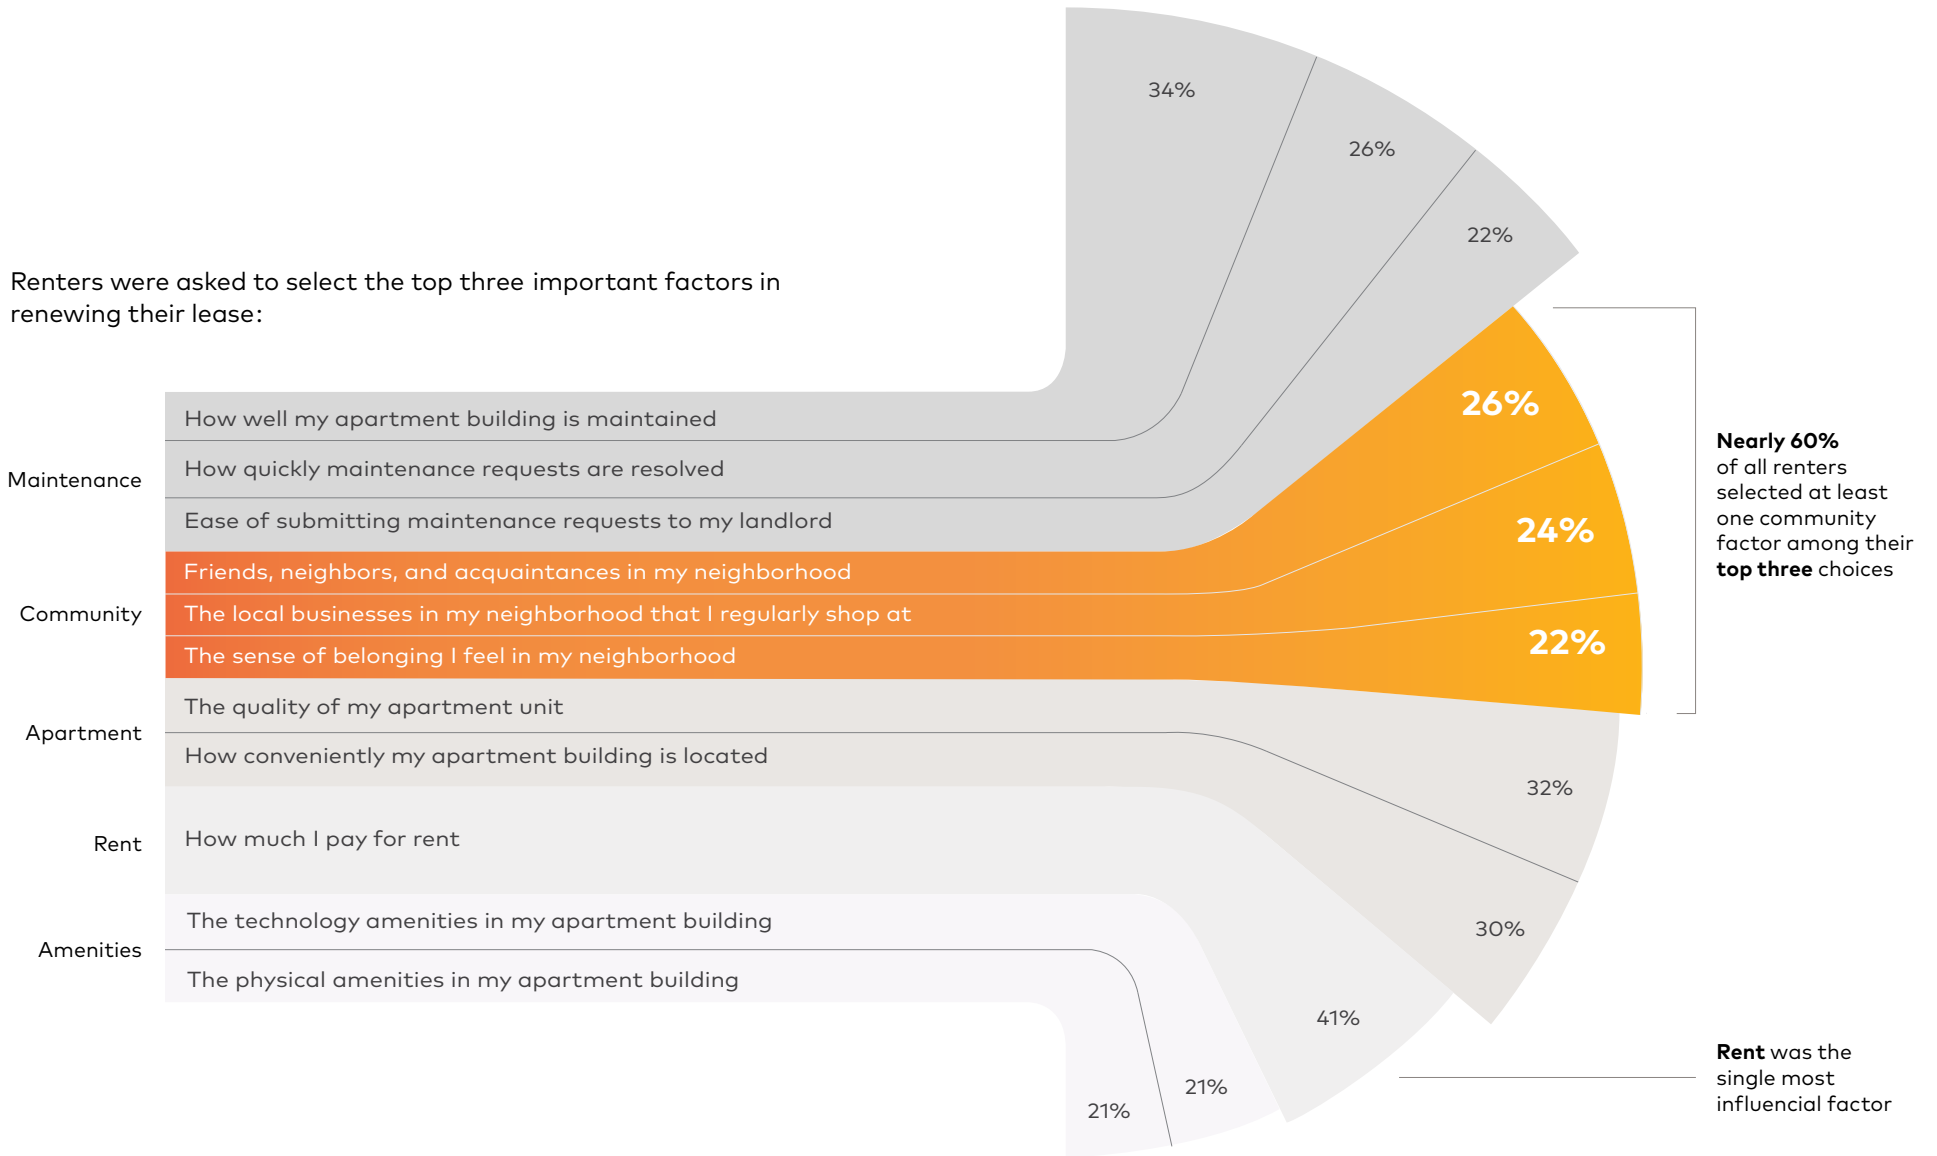 Renters were asked to select the top three important factors in
renewing their lease:
Maintenance
How well my apartment building is maintained
34%
How quickly maintenance requests are resolved
26%
Ease of submitting maintenance requests to my landlord
22%
Community
Friends, neighbors, and acquaintances in my neighborhood
26%
The local businesses in my neighborhood that I regularly shop at
24%
The sense of belonging I feel in my neighborhood
22%
Nearly 60%
of all renters
selected at least
one community
factor among their
top three choices
Apartment
The quality of my apartment unit
32%
How conveniently my apartment building is located
30%
Rent
How much I pay for rent
41%
Rent was the
single most
influencial factor
Amenities
The technology amenities in my apartment building
21%
The physical amenities in my apartment building
21%